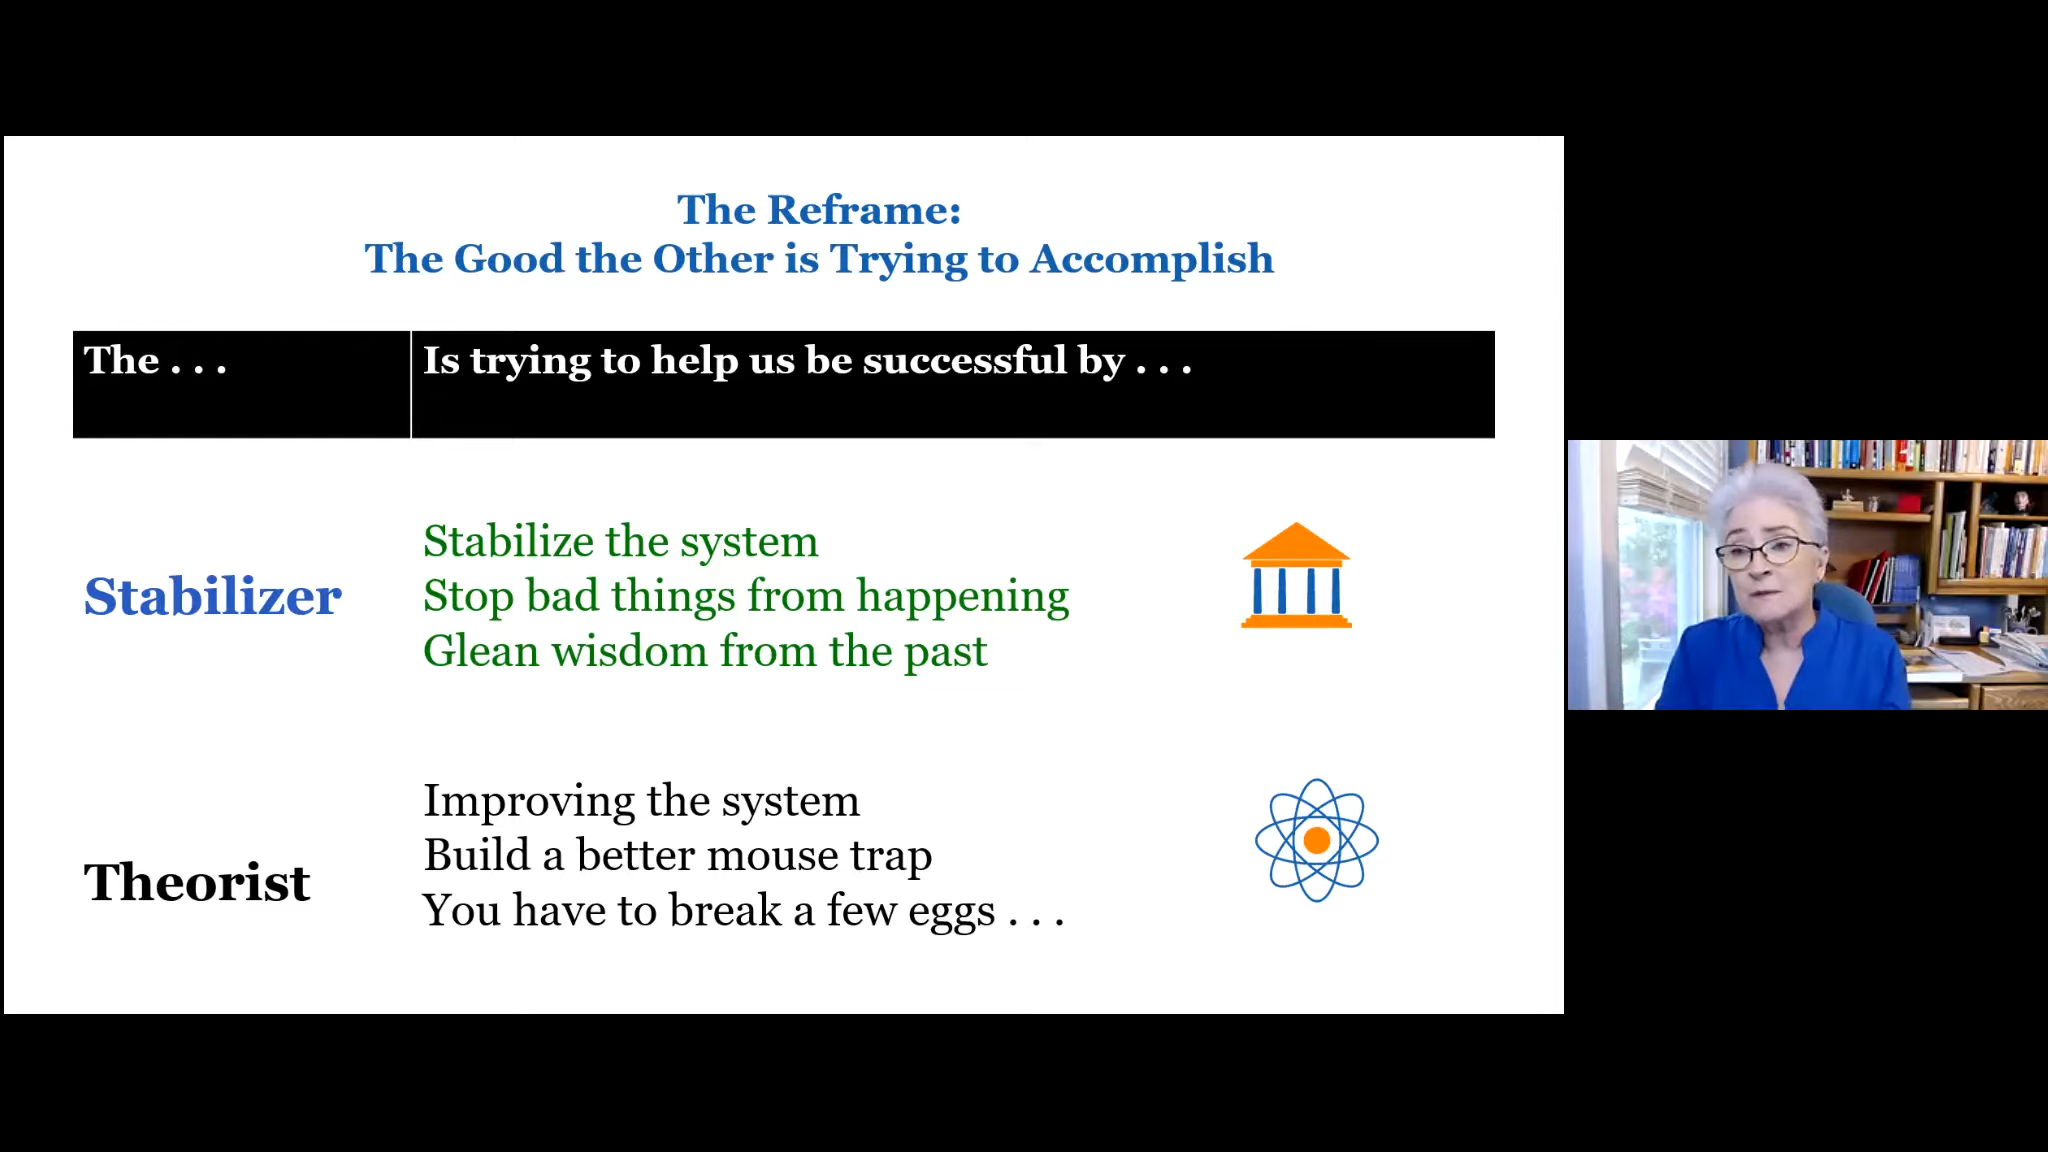 The Reframe:
The Good the Other is Trying to Accomplish
The . . .
Is trying to help us be successful by . . .
Stabilizer
Stabilize the system
Stop bad things from happening
Glean wisdom from the past
Theorist
Improving the system
Build a better mouse trap
You have to break a few eggs . . .